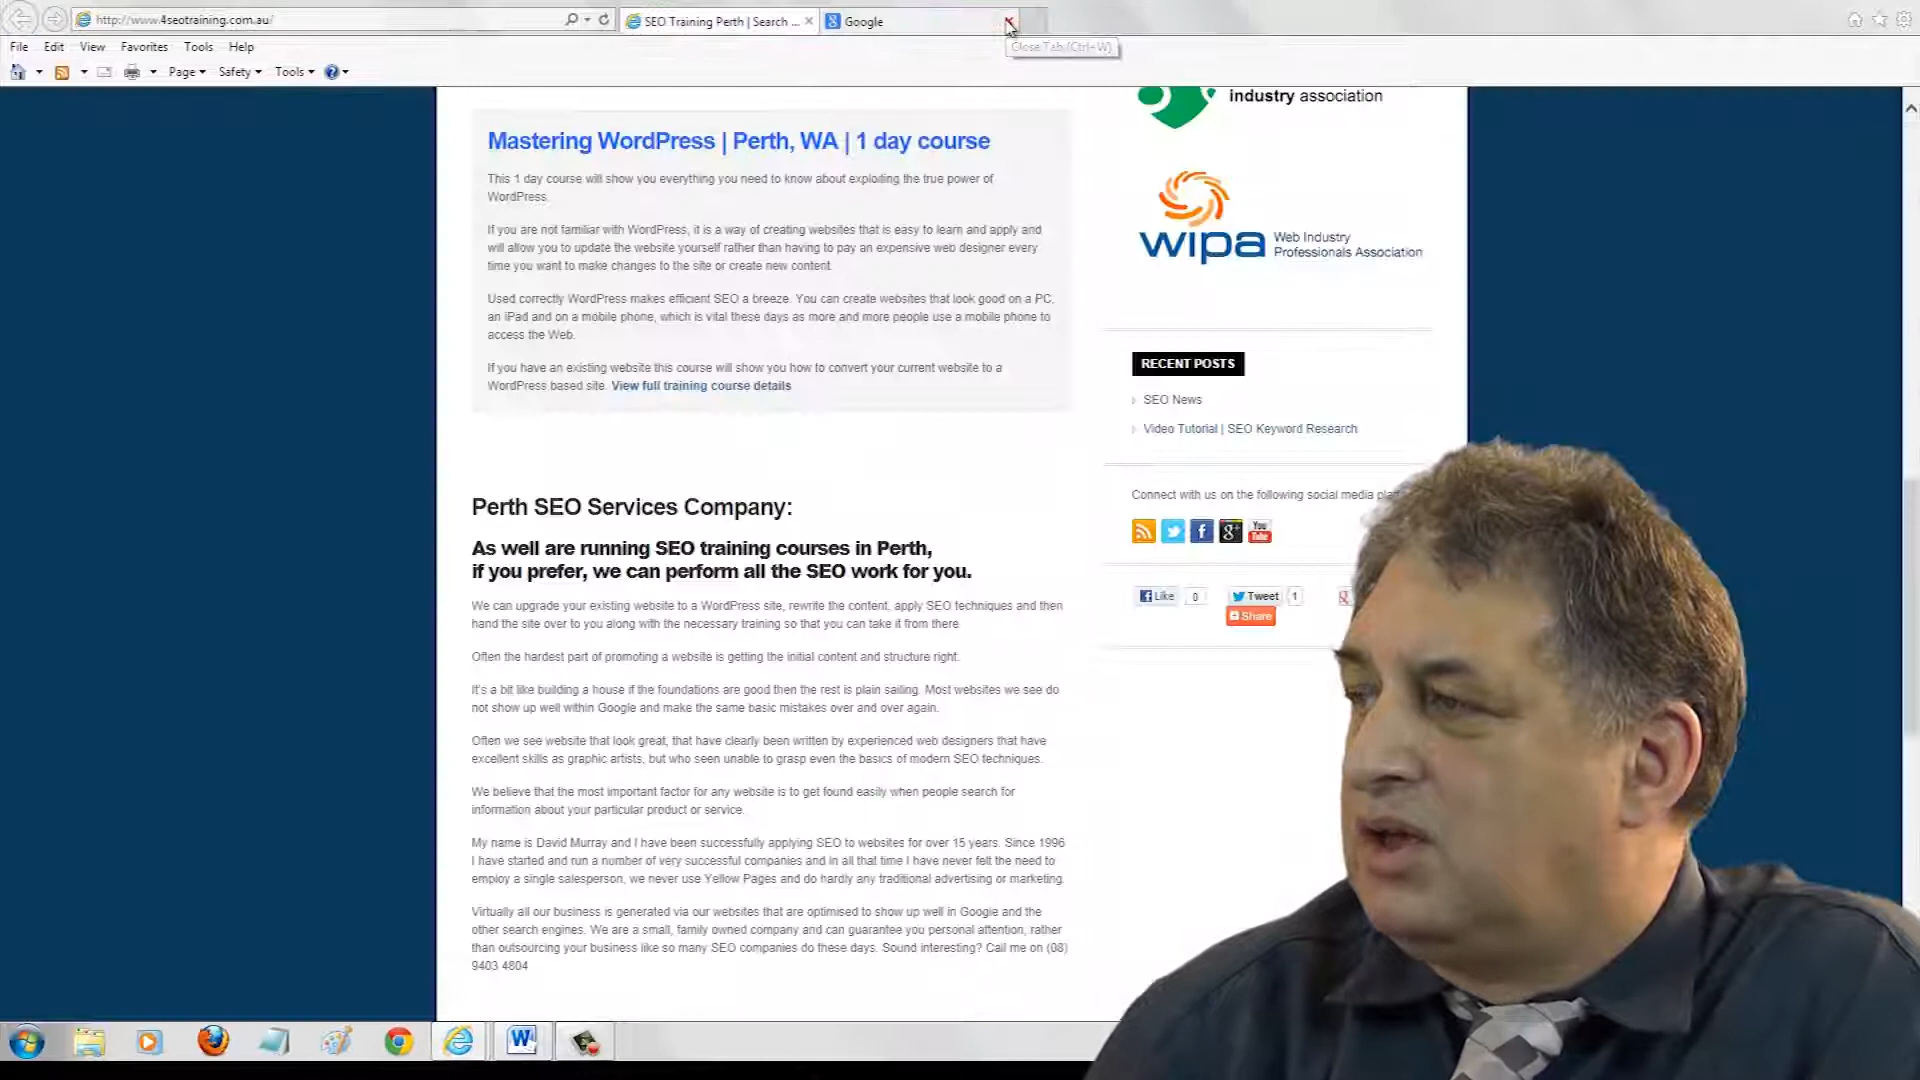 http://www.4seotraining.com.au/
SEO Training Perth | Search ...
Google
File Edit View Favorites Tools Help
Close Tab (Ctrl+W)
Page Safety Tools
industry association
Mastering WordPress | Perth, WA | 1 day course
This 1 day course will show you everything you need to know about exploding the true power of
WordPress.
If you are not familiar with WordPress, it is a way of creating websites that is easy to learn and apply and
will allow you to update the website yourself rather than having to pay an expensive web designer every
time you want to make changes to the site or create new content.
Used correctly WordPress makes efficient SEO a breeze. You can create websites that look good on a PC,
an iPad and on a mobile phone, which is vital these days as more and more people use a mobile phone to
access the Web.
If you have an existing website this course will show you how to convert your current website to a
WordPress based site. View full training course details
wipa Web Industry
Professionals Association
RECENT POSTS
SEO News
Video Tutorial | SEO Keyword Research
Connect with us on the following social media
You
Tube
Like 0 Tweet 1
Share
Perth SEO Services Company:
As well are running SEO training courses in Perth,
if you prefer, we can perform all the SEO work for you.
We can upgrade your existing website to a WordPress site, rewrite the content, apply SEO techniques and then
hand the site over to you along with the necessary training so that you can take it from there.
Often the hardest part of promoting a website is getting the initial content and structure right.
It's a bit like building a house if the foundations are good then the rest is plain sailing. Most websites we see do
not show up well within Google and make the same basic mistakes over and over again.
Often we see website that look great, that have clearly been written by experienced web designers that have
excellent skills as graphic artists, but who seen unable to grasp even the basics of modern SEO techniques.
We believe that the most important factor for any website is to get found easily when people search for
information about your particular product or service.
My name is David Murray and I have been successfully applying SEO to websites for over 15 years. Since 1996
I have started and run a number of very successful companies and in all that time I have never felt the need to
employ a single salesperson, we never use Yellow Pages and do hardly any traditional advertising or marketing.
Virtually all our business is generated via our websites that are optimised to show up well in Google and the
other search engines. We are a small, family owned company and can guarantee you personal attention, rather
than outsourcing your business like so many SEO companies do these days. Sound interesting? Call me on (08)
9403 4804